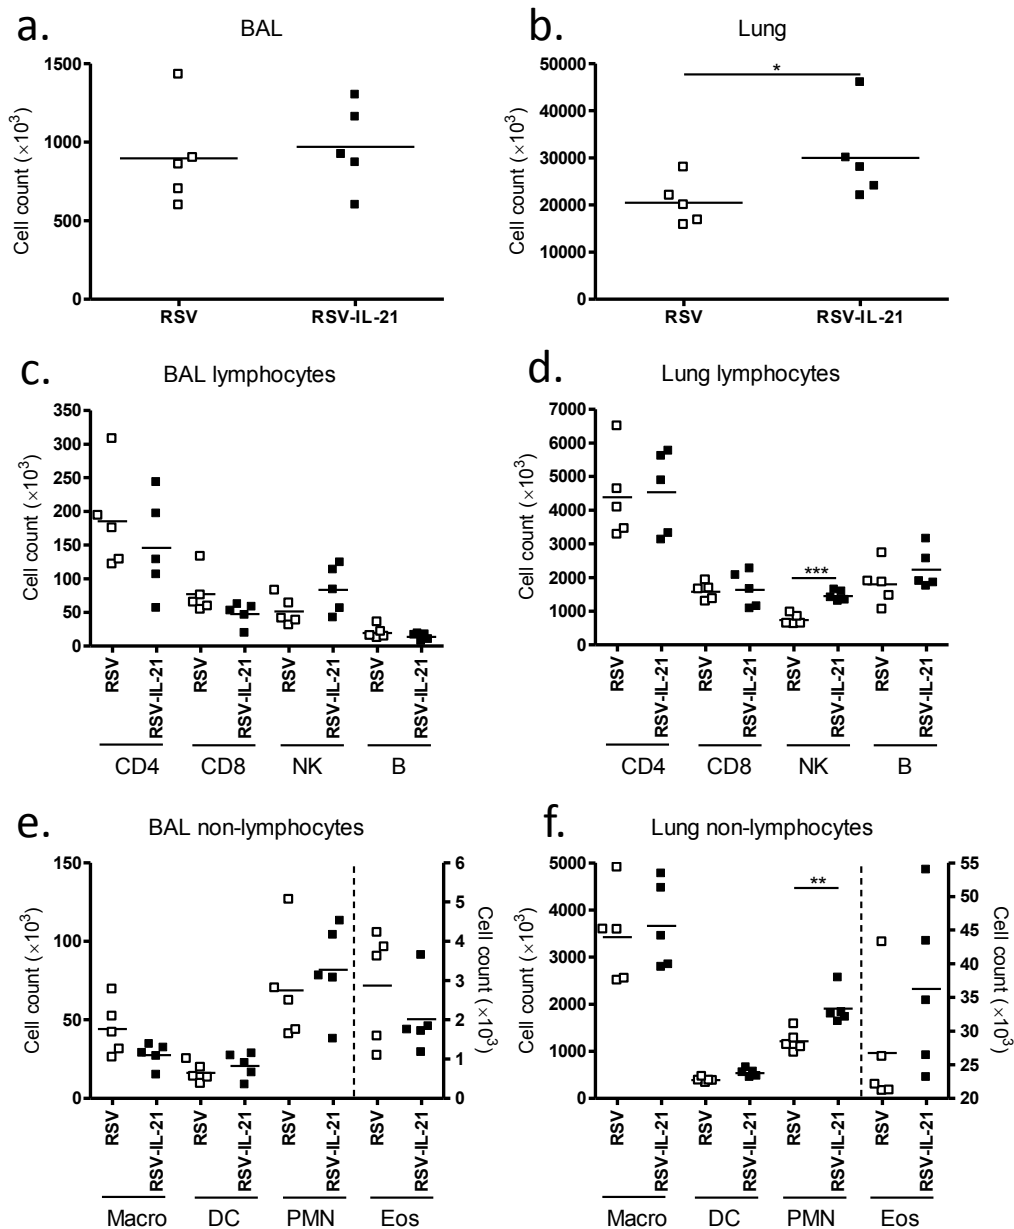 a. BAL
Cell count (×10³)
1500
1000
500
0
RSV RSV-IL-21
b. Lung
Cell count (×10³)
50000
40000
30000
20000
10000
0
*
RSV RSV-IL-21
c. BAL lymphocytes
Cell count (×10³)
350
300
250
200
150
100
50
0
RSV RSV-IL-21 RSV RSV-IL-21 RSV RSV-IL-21 RSV RSV-IL-21
CD4 CD8 NK B
d. Lung lymphocytes
Cell count (×10³)
7000
6000
5000
4000
3000
2000
1000
0
***
RSV RSV-IL-21 RSV RSV-IL-21 RSV RSV-IL-21 RSV RSV-IL-21
CD4 CD8 NK B
e. BAL non-lymphocytes
Cell count (×10³)
150
100
50
0
6
5
4
3
2
1
0
Cell count (×10³)
RSV RSV-IL-21 RSV RSV-IL-21 RSV RSV-IL-21 RSV RSV-IL-21
Macro DC PMN Eos
f. Lung non-lymphocytes
Cell count (×10³)
5000
4000
3000
2000
1000
0
**
55
50
45
40
35
30
25
20
Cell count (×10³)
RSV RSV-IL-21 RSV RSV-IL-21 RSV RSV-IL-21 RSV RSV-IL-21
Macro DC PMN Eos